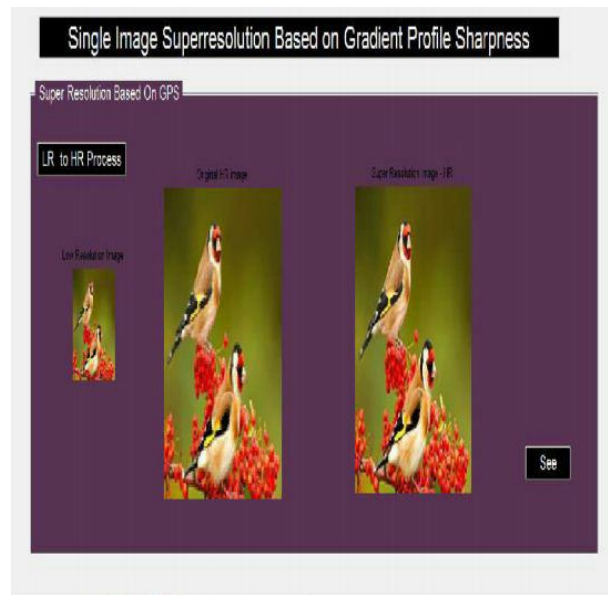 Single Image Superresolution Based on Gradient Profile Sharpness
Super Resolution Based On GPS
LR to HR Process
Original HR Image
Super Resolution Image - HR
Low Resolution Image
See